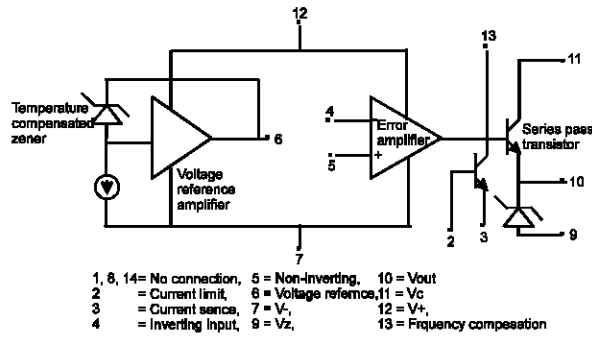 12
13
11
Temperature
compensated
zener
4
Error
amplifier
Series pass
transistor
6
5
+
Voltage
reference
amplifier
10
2
3
9
7
1, 8, 14= No connection, 5 = Non-inverting, 10 = Vout
2 = Current limit, 6 = Voltage refernce, 11 = Vc
3 = Current sence, 7 = V-, 12 = V+,
4 = Inverting input, 9 = Vz, 13 = Frquency compesation